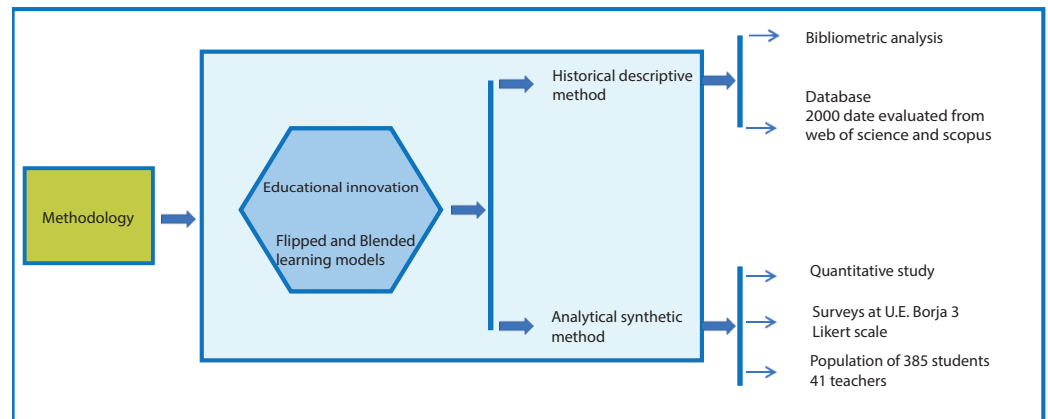 Methodology
Educational innovation
Flipped and Blended
learning models
Historical descriptive
method
Bibliometric analysis
Database
2000 date evaluated from
web of science and scopus
Analytical synthetic
method
Quantitative study
Surveys at U.E. Borja 3
Likert scale
Population of 385 students
41 teachers